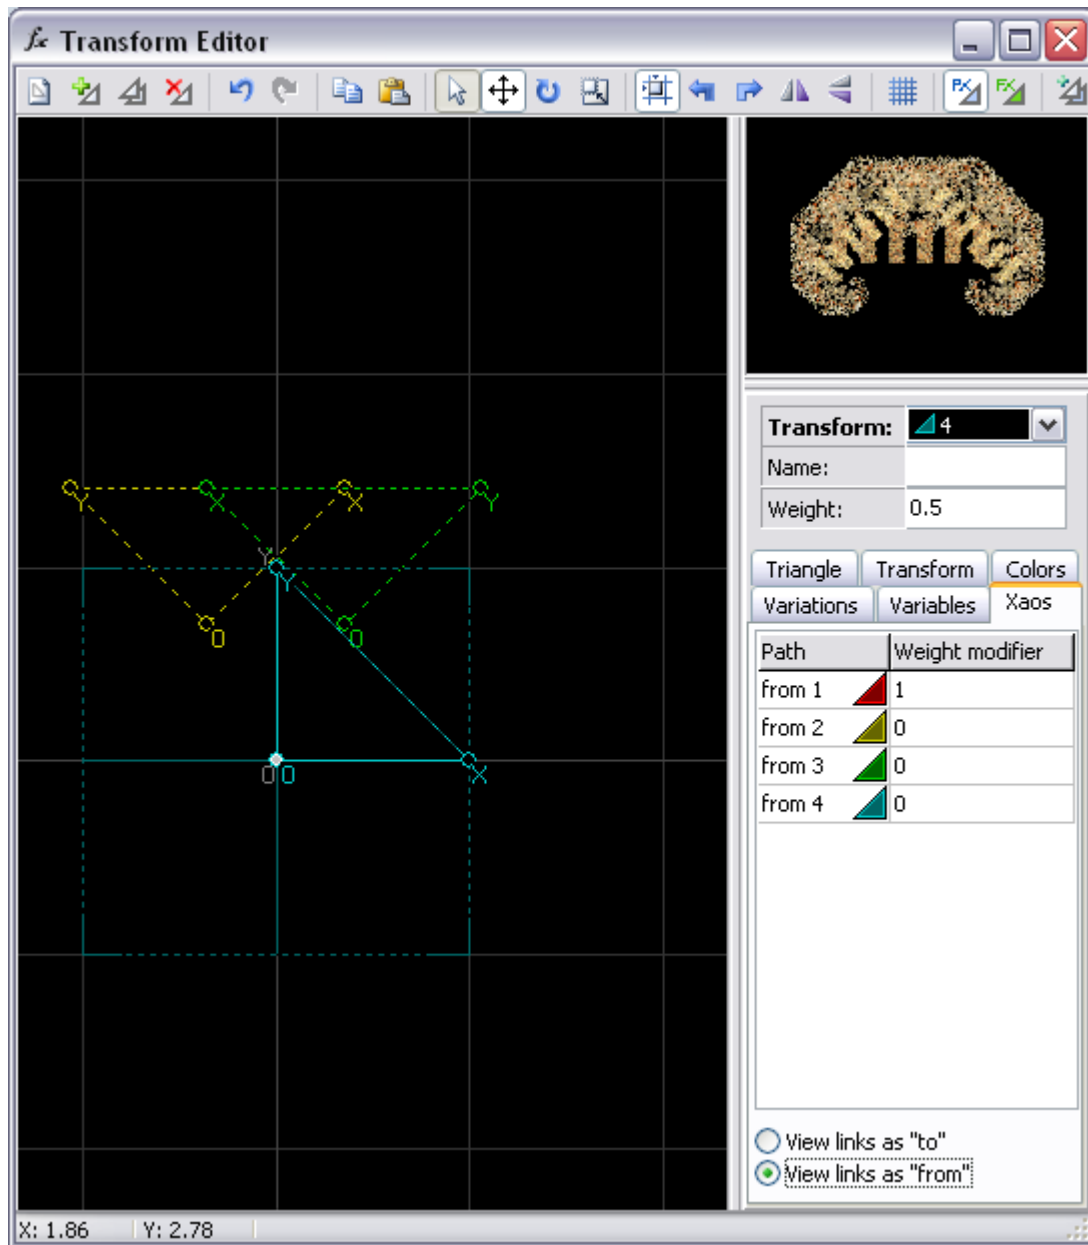 Transform Editor
Y X X Y
Y Y
O O
O O X
Transform: 4
Name:
Weight: 0.5
Triangle Transform Colors
Variations Variables Xaos
Path Weight modifier
from 1 1
from 2 0
from 3 0
from 4 0
View links as "to"
View links as "from"
X: 1.86 Y: 2.78